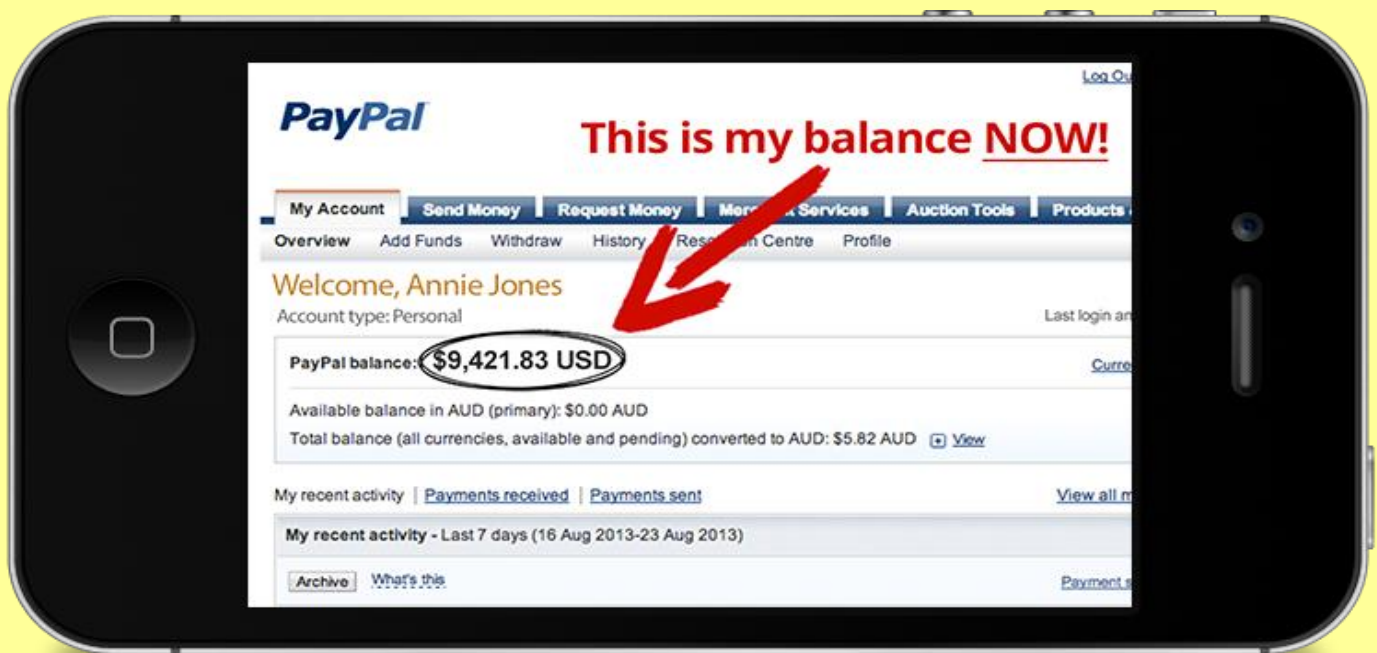 Log Ou
PayPal
This is my balance NOW!
My Account Send Money Request Money Services Auction Tools Products
Overview Add Funds Withdraw History Centre Profile
Welcome, Annie Jones
Account type: Personal
Last login an
PayPal balance: $9,421.83 USD
Curre
Available balance in AUD (primary): $0.00 AUD
Total balance (all currencies, available and pending) converted to AUD: $5.82 AUD View
My recent activity | Payments received | Payments sent
View all m
My recent activity - Last 7 days (16 Aug 2013-23 Aug 2013)
Archive What's this
Payment s